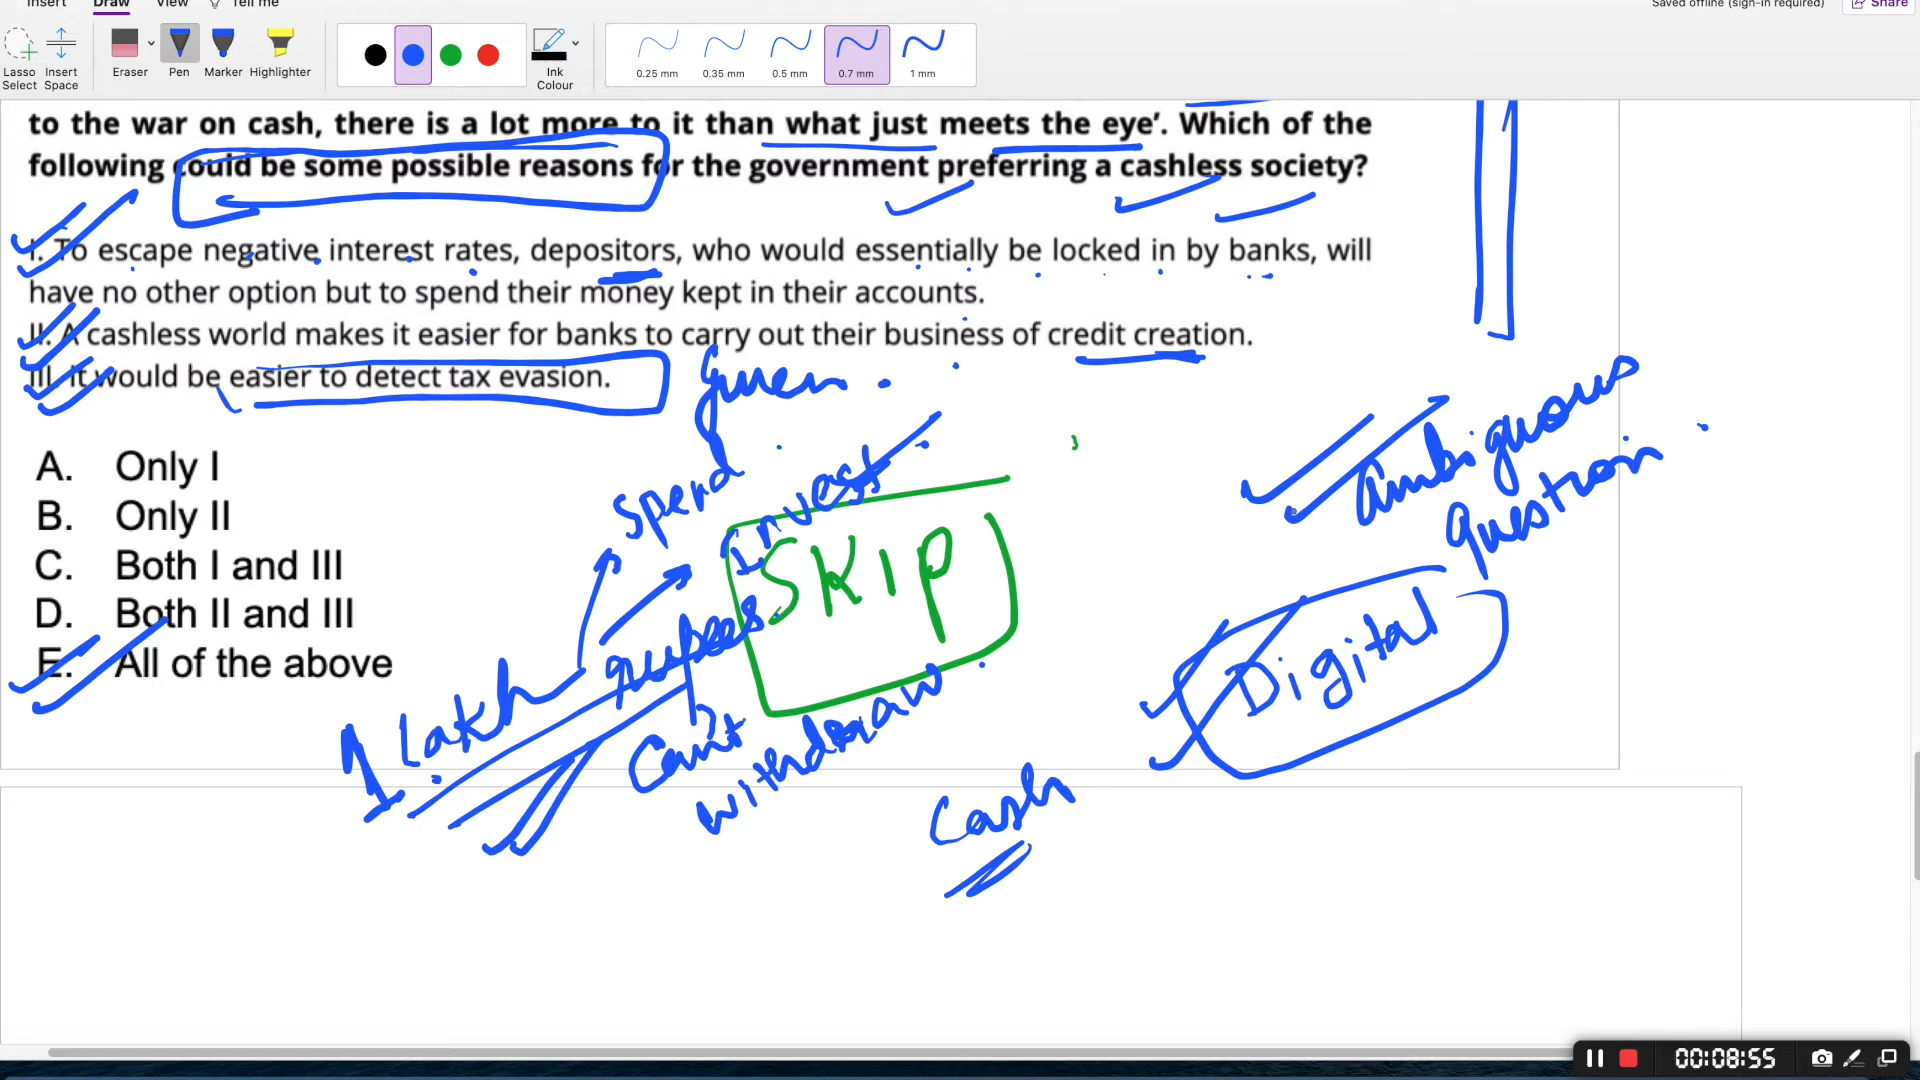 Insert Draw View Tell me Saved offline (sign-in required) Share
Lasso Select Insert Space Eraser Pen Marker Highlighter Ink Colour 0.25 mm 0.35 mm 0.5 mm 0.7 mm 1 mm
to the war on cash, there is a lot more to it than what just meets the eye’. Which of the
following could be some possible reasons for the government preferring a cashless society?
I. To escape negative interest rates, depositors, who would essentially be locked in by banks, will
have no other option but to spend their money kept in their accounts.
II. A cashless world makes it easier for banks to carry out their business of credit creation.
III. It would be easier to detect tax evasion.
A. Only I
B. Only II
C. Both I and III
D. Both II and III
E. All of the above
spend
Invest
SKIP
1 Lakh rupees
Can't
withdraw
Cash
Digital
ambiguous
question
00:08:55